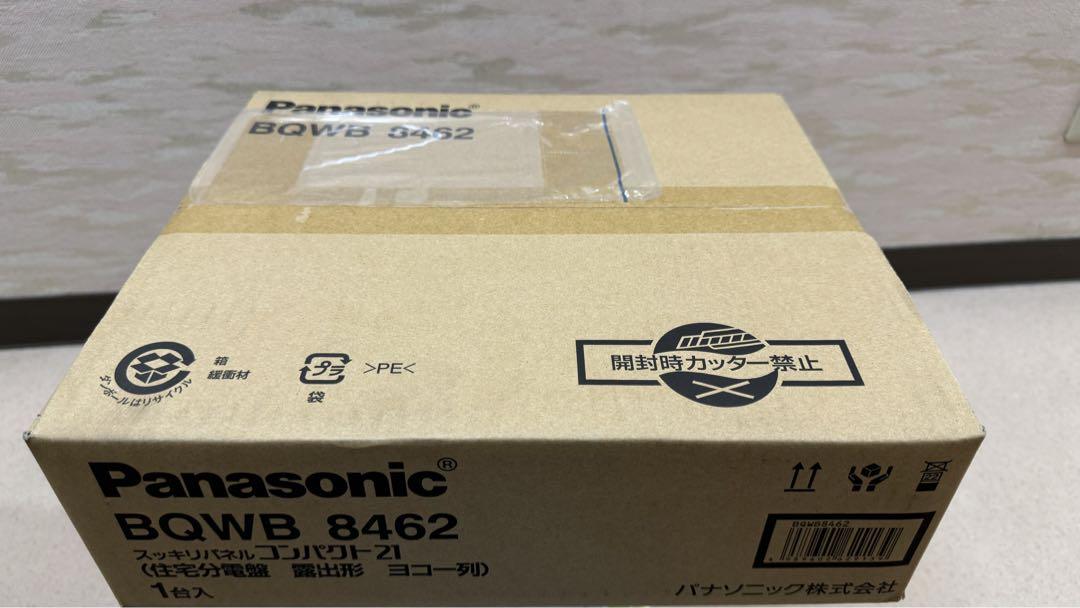 Panasonic®
BQWB 8462
箱
緩衝材
ダンボールはリサイクル
プラ
>PE<
袋
開封時カッター禁止
Panasonic®
BQWB 8462
スッキリパネルコンパクト21
(住宅分電盤 露出形 ヨコ一列)
1台入
BQWB8462
パナソニック株式会社